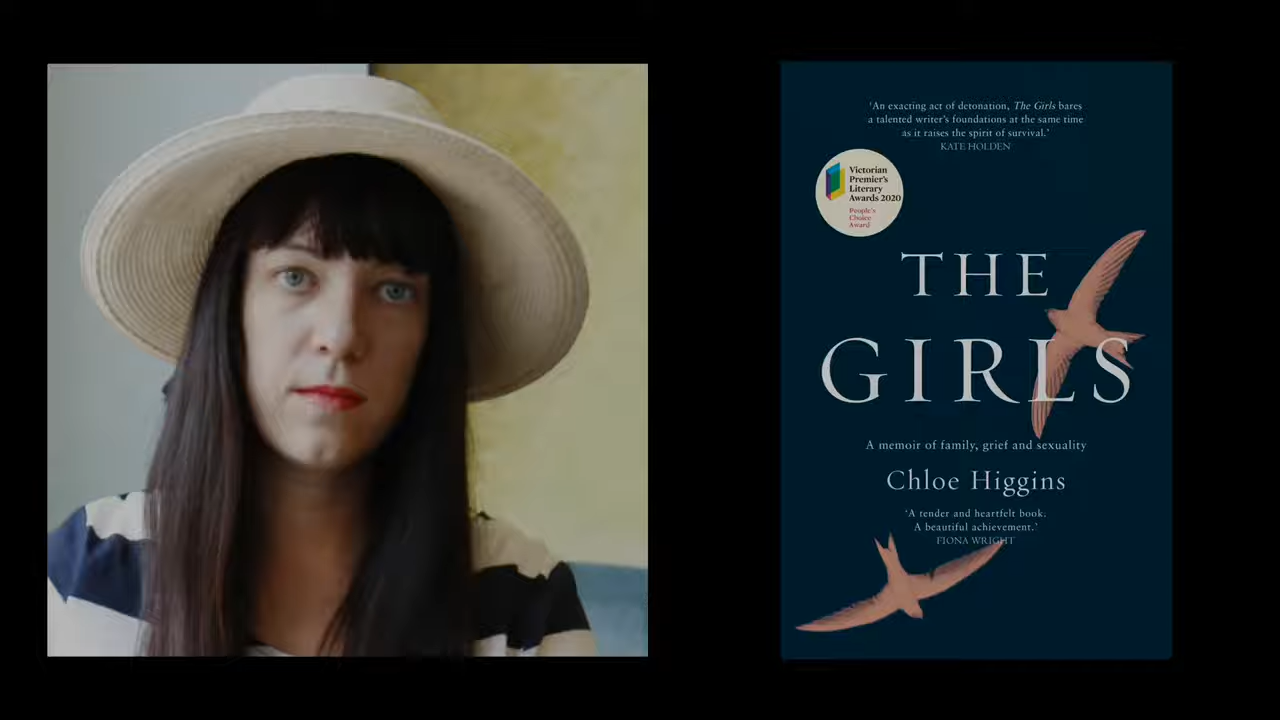 'An exacting act of detonation, The Girls bares
a talented writer's foundations at the same time
as it raises the spirit of survival.'
KATE HOLDEN
Victorian
Premier's
Literary
Awards 2020
People's
Choice
Award
THE
GIRLS
A memoir of family, grief and sexuality
Chloe Higgins
'A tender and heartfelt book.
A beautiful achievement.'
FIONA WRIGHT